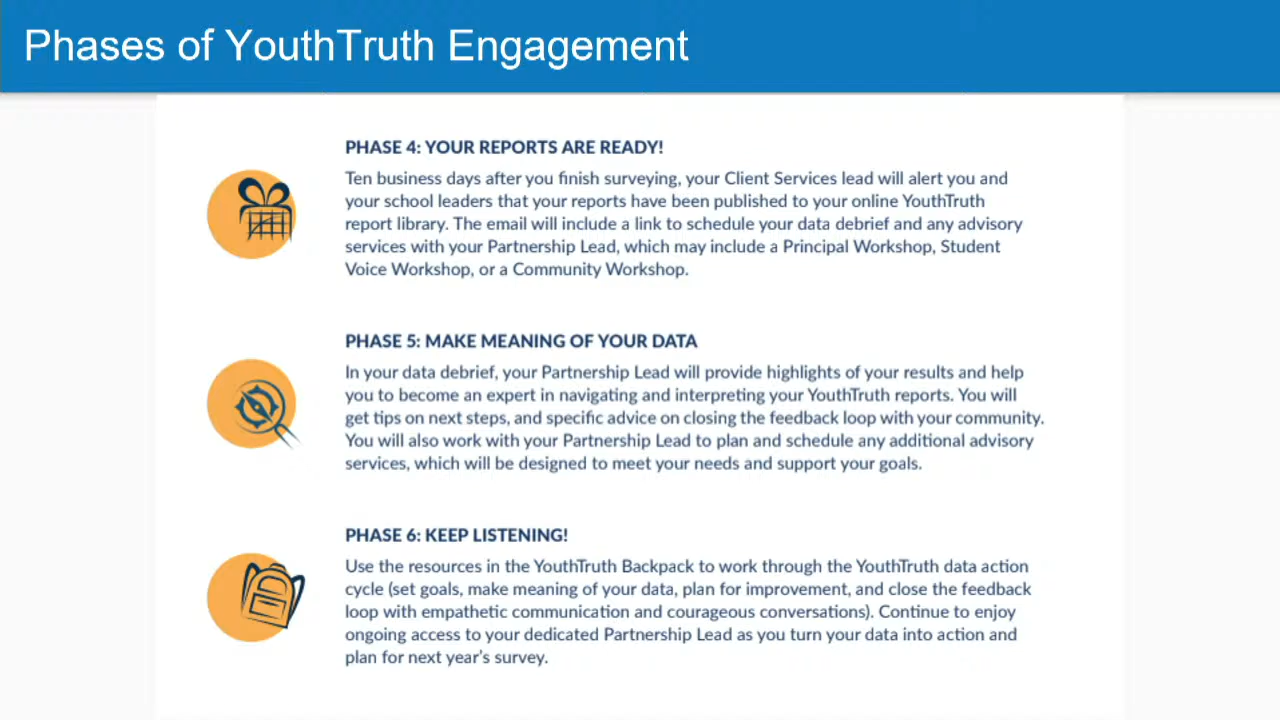 Phases of YouthTruth Engagement
PHASE 4: YOUR REPORTS ARE READY!
Ten business days after you finish surveying, your Client Services lead will alert you and
your school leaders that your reports have been published to your online YouthTruth
report library. The email will include a link to schedule your data debrief and any advisory
services with your Partnership Lead, which may include a Principal Workshop, Student
Voice Workshop, or a Community Workshop.
PHASE 5: MAKE MEANING OF YOUR DATA
In your data debrief, your Partnership Lead will provide highlights of your results and help
you to become an expert in navigating and interpreting your YouthTruth reports. You will
get tips on next steps, and specific advice on closing the feedback loop with your community.
You will also work with your Partnership Lead to plan and schedule any additional advisory
services, which will be designed to meet your needs and support your goals.
PHASE 6: KEEP LISTENING!
Use the resources in the YouthTruth Backpack to work through the YouthTruth data action
cycle (set goals, make meaning of your data, plan for improvement, and close the feedback
loop with empathetic communication and courageous conversations). Continue to enjoy
ongoing access to your dedicated Partnership Lead as you turn your data into action and
plan for next year's survey.